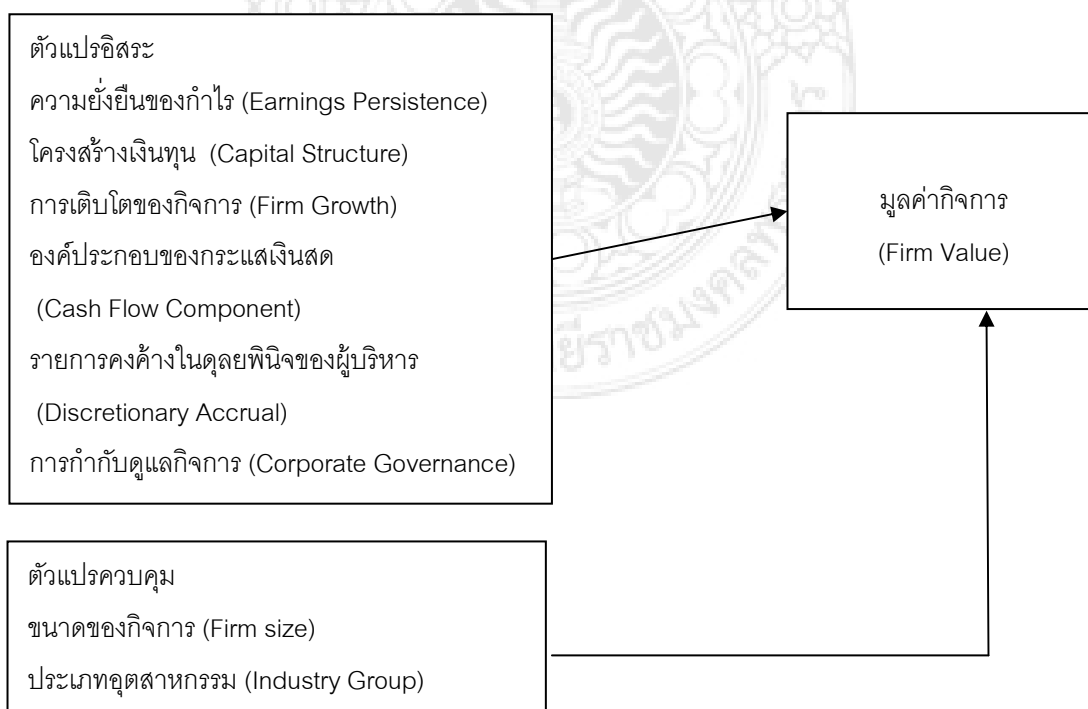 ตัวแปรอิสระ
ความยั่งยืนของกำไร (Earnings Persistence)
โครงสร้างเงินทุน (Capital Structure)
การเติบโตของกิจการ (Firm Growth)
องค์ประกอบของกระแสเงินสด
(Cash Flow Component)
รายการคงค้างในดุลยพินิจของผู้บริหาร
(Discretionary Accrual)
การกำกับดูแลกิจการ (Corporate Governance)
มูลค่ากิจการ
(Firm Value)
ตัวแปรควบคุม
ขนาดของกิจการ (Firm size)
ประเภทอุตสาหกรรม (Industry Group)